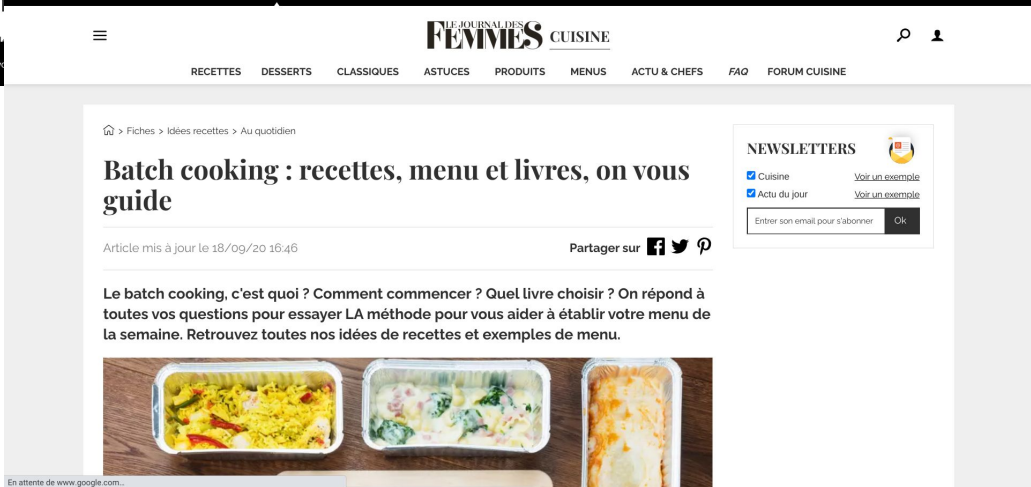 LE JOURNAL DES
FEMMES CUISINE
RECETTES DESSERTS CLASSIQUES ASTUCES PRODUITS MENUS ACTU & CHEFS FAQ FORUM CUISINE
> Fiches > Idées recettes > Au quotidien
Batch cooking : recettes, menu et livres, on vous
guide
Article mis à jour le 18/09/20 16:46
Partager sur
Le batch cooking, c'est quoi ? Comment commencer ? Quel livre choisir ? On répond à
toutes vos questions pour essayer LA méthode pour vous aider à établir votre menu de
la semaine. Retrouvez toutes nos idées de recettes et exemples de menu.
NEWSLETTERS
Cuisine Voir un exemple
Actu du jour Voir un exemple
Entrer son email pour s'abonner Ok
En attente de www.google.com...